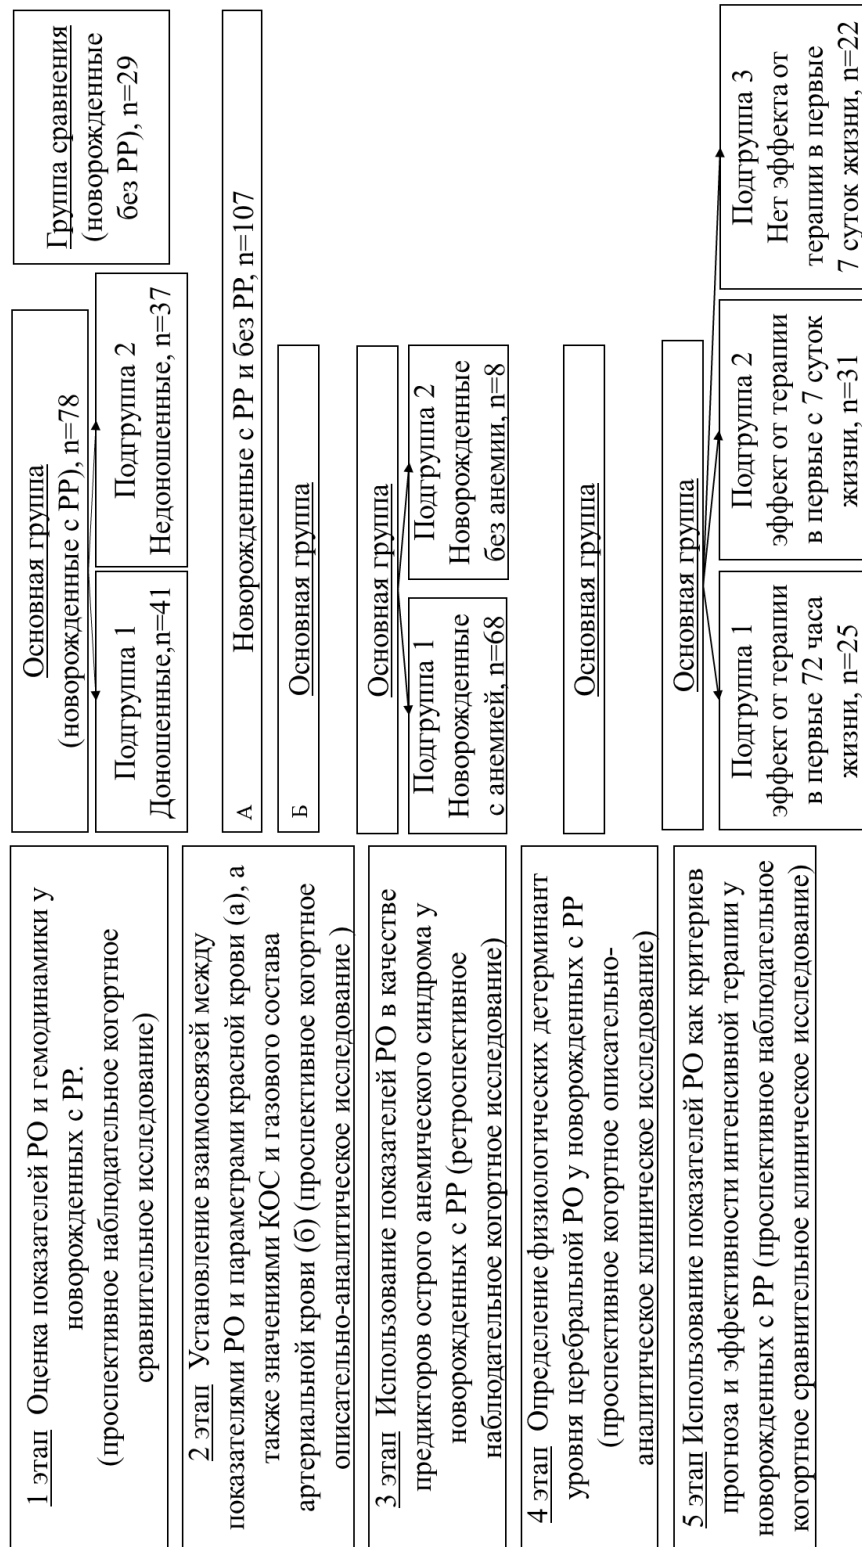 1 этап Оценка показателей РО и гемодинамики у
новорожденных с РР.
(проспективное наблюдательное когортное
сравнительное исследование)
Основная группа
(новорожденные с РР), n=78
Подгруппа 1
Доношенные,n=41
Подгруппа 2
Недоношенные, n=37
Группа сравнения
(новорожденные
без РР), n=29
2 этап Установление взаимосвязей между
показателями РО и параметрами красной крови (а), а
также значениями КОС и газового состава
артериальной крови (б) (проспективное когортное
описательно-аналитическое исследование )
А Новорожденные с РР и без РР, n=107
Б Основная группа
3 этап Использование показателей РО в качестве
предикторов острого анемического синдрома у
новорожденных с РР (ретроспективное
наблюдательное когортное исследование)
Основная группа
Подгруппа 1
Новорожденные
с анемией, n=68
Подгруппа 2
Новорожденные
без анемии, n=8
4 этап Определение физиологических детерминант
уровня церебральной РО у новорожденных с РР
(проспективное когортное описательно-
аналитическое клиническое исследование)
Основная группа
5 этап Использование показателей РО как критериев
прогноза и эффективности интенсивной терапии у
новорожденных с РР (проспективное наблюдательное
когортное сравнительное клиническое исследование)
Основная группа
Подгруппа 1
эффект от терапии
в первые 72 часа
жизни, n=25
Подгруппа 2
эффект от терапии
в первые с 7 суток
жизни, n=31
Подгруппа 3
Нет эффекта от
терапии в первые
7 суток жизни, n=22